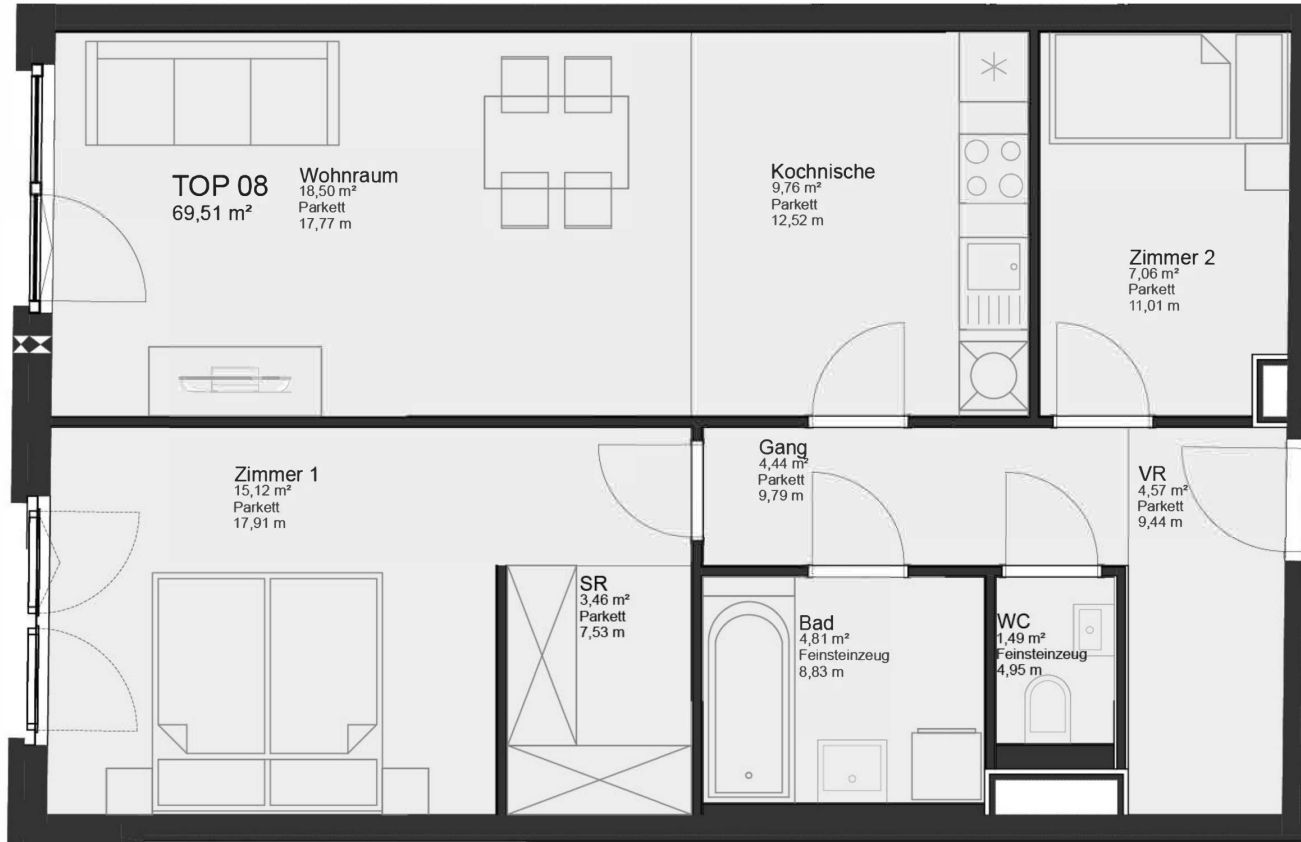 TOP 08
69,51 m²
Wohnraum
18,50 m²
Parkett
17,77 m
Kochnische
9,76 m²
Parkett
12,52 m
Zimmer 2
7,06 m²
Parkett
11,01 m
Zimmer 1
15,12 m²
Parkett
17,91 m
Gang
4,44 m²
Parkett
9,79 m
VR
4,57 m²
Parkett
9,44 m
SR
3,46 m²
Parkett
7,53 m
Bad
4,81 m²
Feinsteinzeug
8,83 m
WC
1,49 m²
Feinsteinzeug
4,95 m